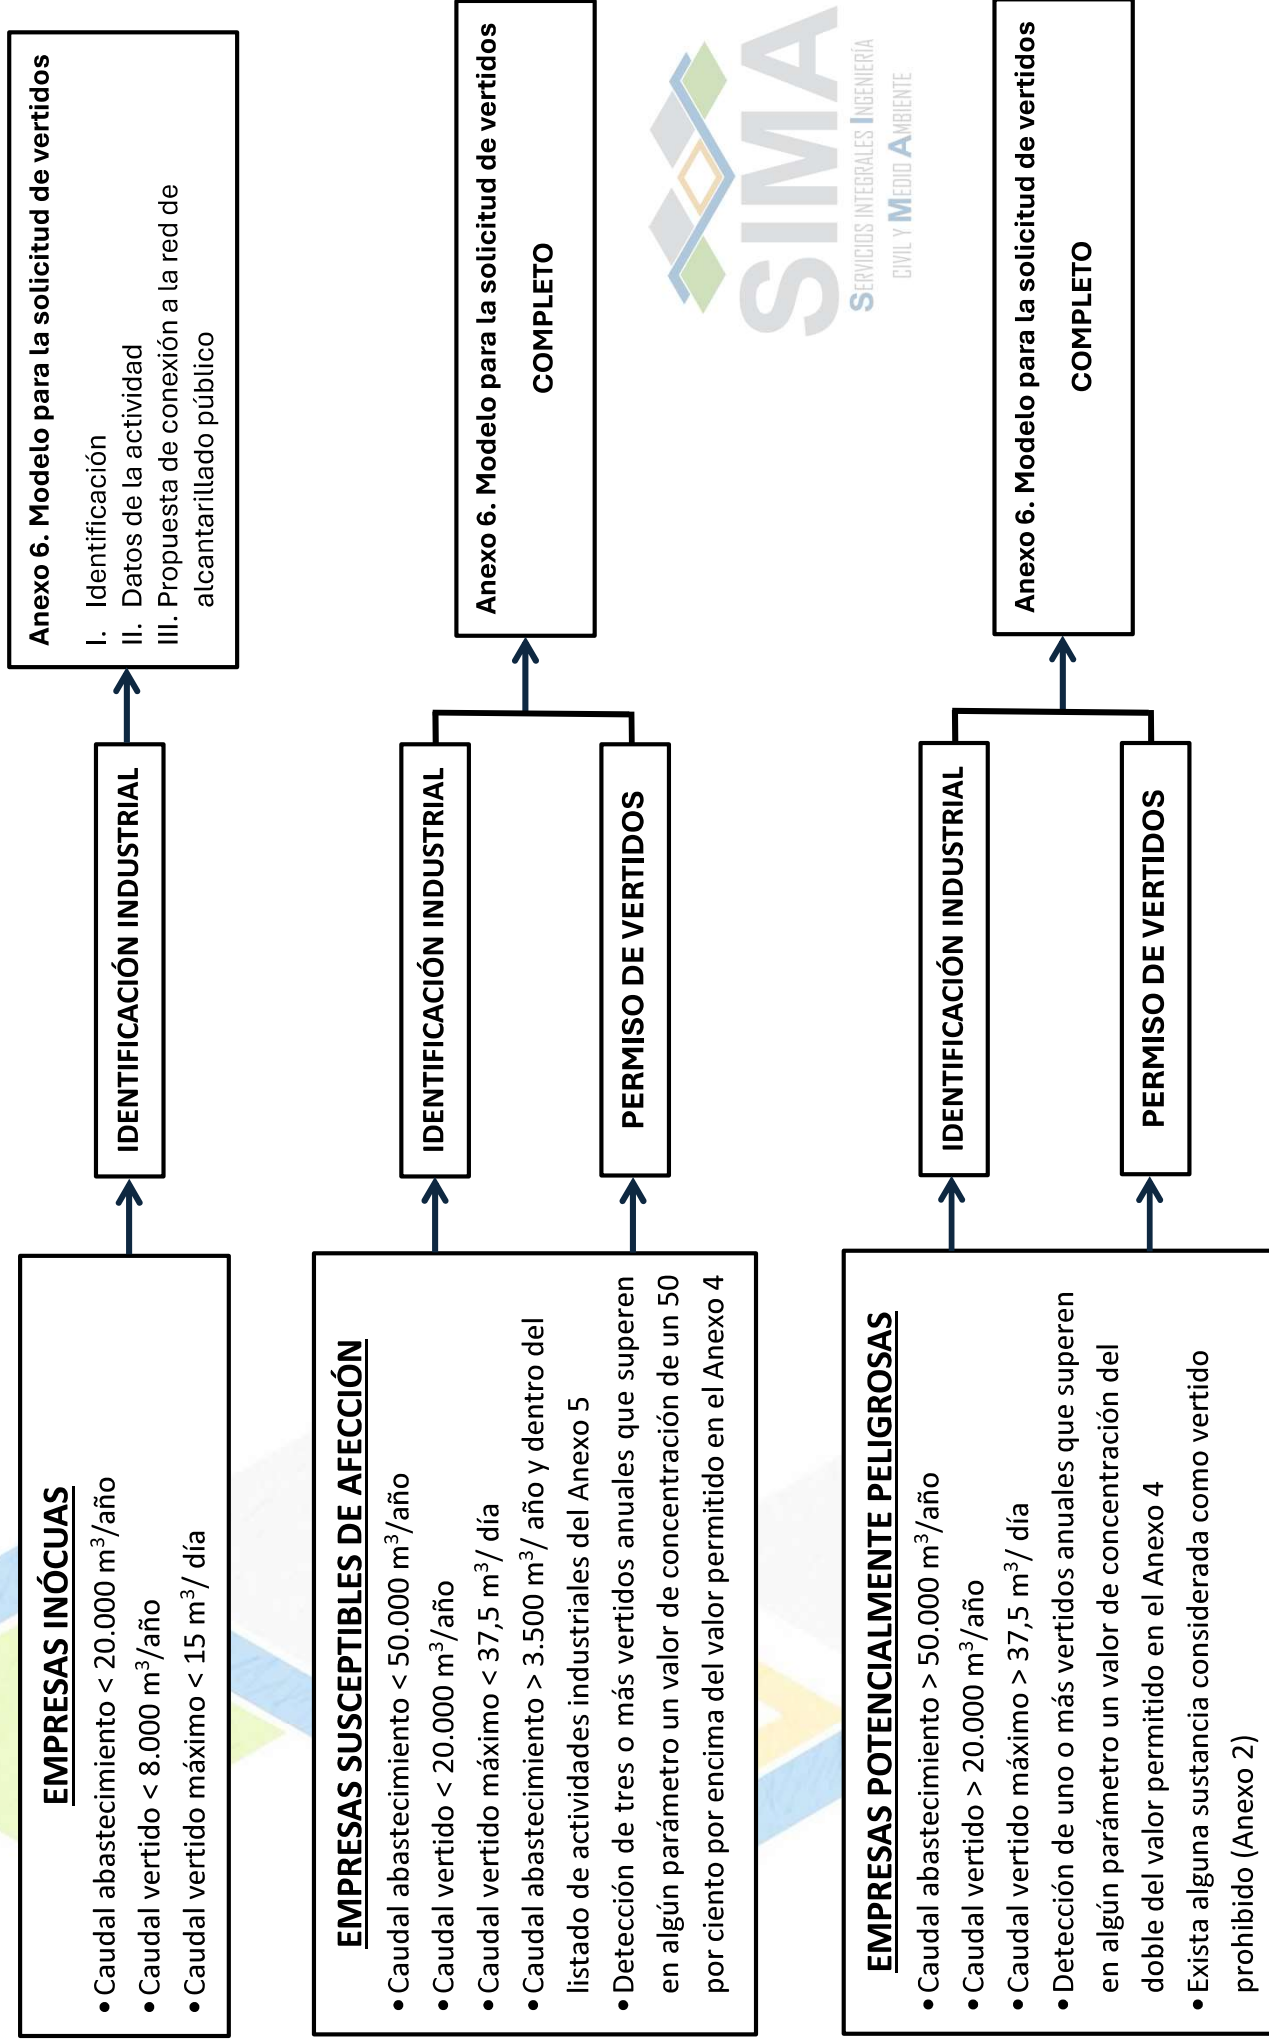 EMPRESAS INÓCUAS
• Caudal abastecimiento < 20.000 m³/año
• Caudal vertido < 8.000 m³/año
• Caudal vertido máximo < 15 m³/ día
IDENTIFICACIÓN INDUSTRIAL
Anexo 6. Modelo para la solicitud de vertidos
I. Identificación
II. Datos de la actividad
III. Propuesta de conexión a la red de
alcantarillado público
EMPRESAS SUSCEPTIBLES DE AFECCIÓN
• Caudal abastecimiento < 50.000 m³/año
• Caudal vertido < 20.000 m³/año
• Caudal vertido máximo < 37,5 m³/ día
• Caudal abastecimiento > 3.500 m³/ año y dentro del
listado de actividades industriales del Anexo 5
• Detección de tres o más vertidos anuales que superen
en algún parámetro un valor de concentración de un 50
por ciento por encima del valor permitido en el Anexo 4
IDENTIFICACIÓN INDUSTRIAL
PERMISO DE VERTIDOS
Anexo 6. Modelo para la solicitud de vertidos
COMPLETO
SIMA
SERVICIOS INTEGRALES INGENIERÍA
CIVIL Y MEDIO AMBIENTE
EMPRESAS POTENCIALMENTE PELIGROSAS
• Caudal abastecimiento > 50.000 m³/año
• Caudal vertido > 20.000 m³/año
• Caudal vertido máximo > 37,5 m³/ día
• Detección de uno o más vertidos anuales que superen
en algún parámetro un valor de concentración del
doble del valor permitido en el Anexo 4
• Exista alguna sustancia considerada como vertido
prohibido (Anexo 2)
IDENTIFICACIÓN INDUSTRIAL
PERMISO DE VERTIDOS
Anexo 6. Modelo para la solicitud de vertidos
COMPLETO